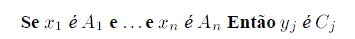 Se x₁ é A₁ e ... e xₙ é Aₙ Então yⱼ é Cⱼ